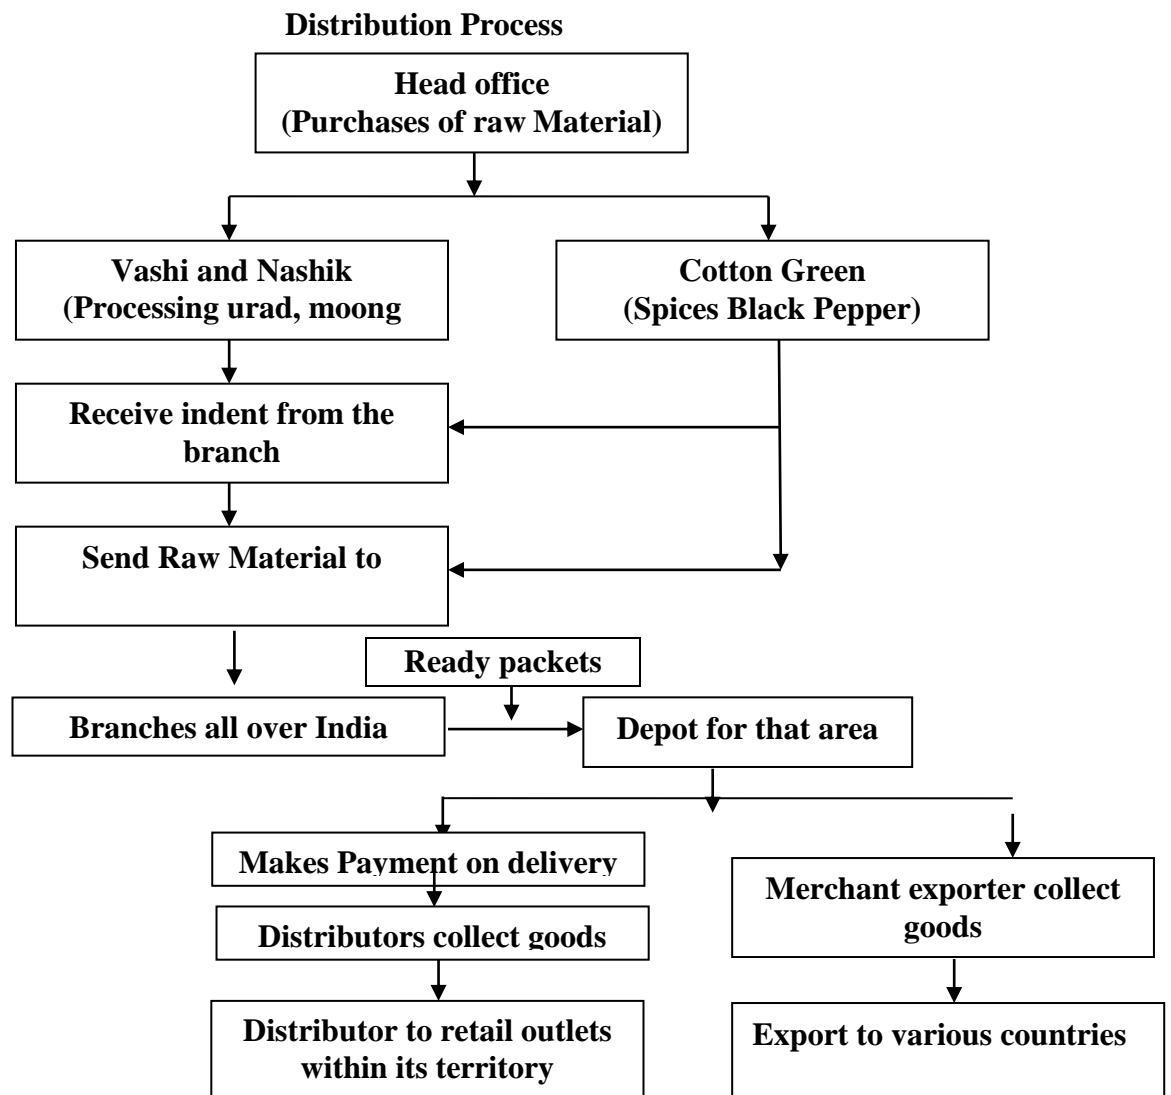 Distribution Process
Head office
(Purchases of raw Material)
Vashi and Nashik
(Processing urad, moong
Cotton Green
(Spices Black Pepper)
Receive indent from the
branch
Send Raw Material to
Ready packets
Branches all over India
Depot for that area
Makes Payment on delivery
Merchant exporter collect
goods
Distributors collect goods
Distributor to retail outlets
within its territory
Export to various countries